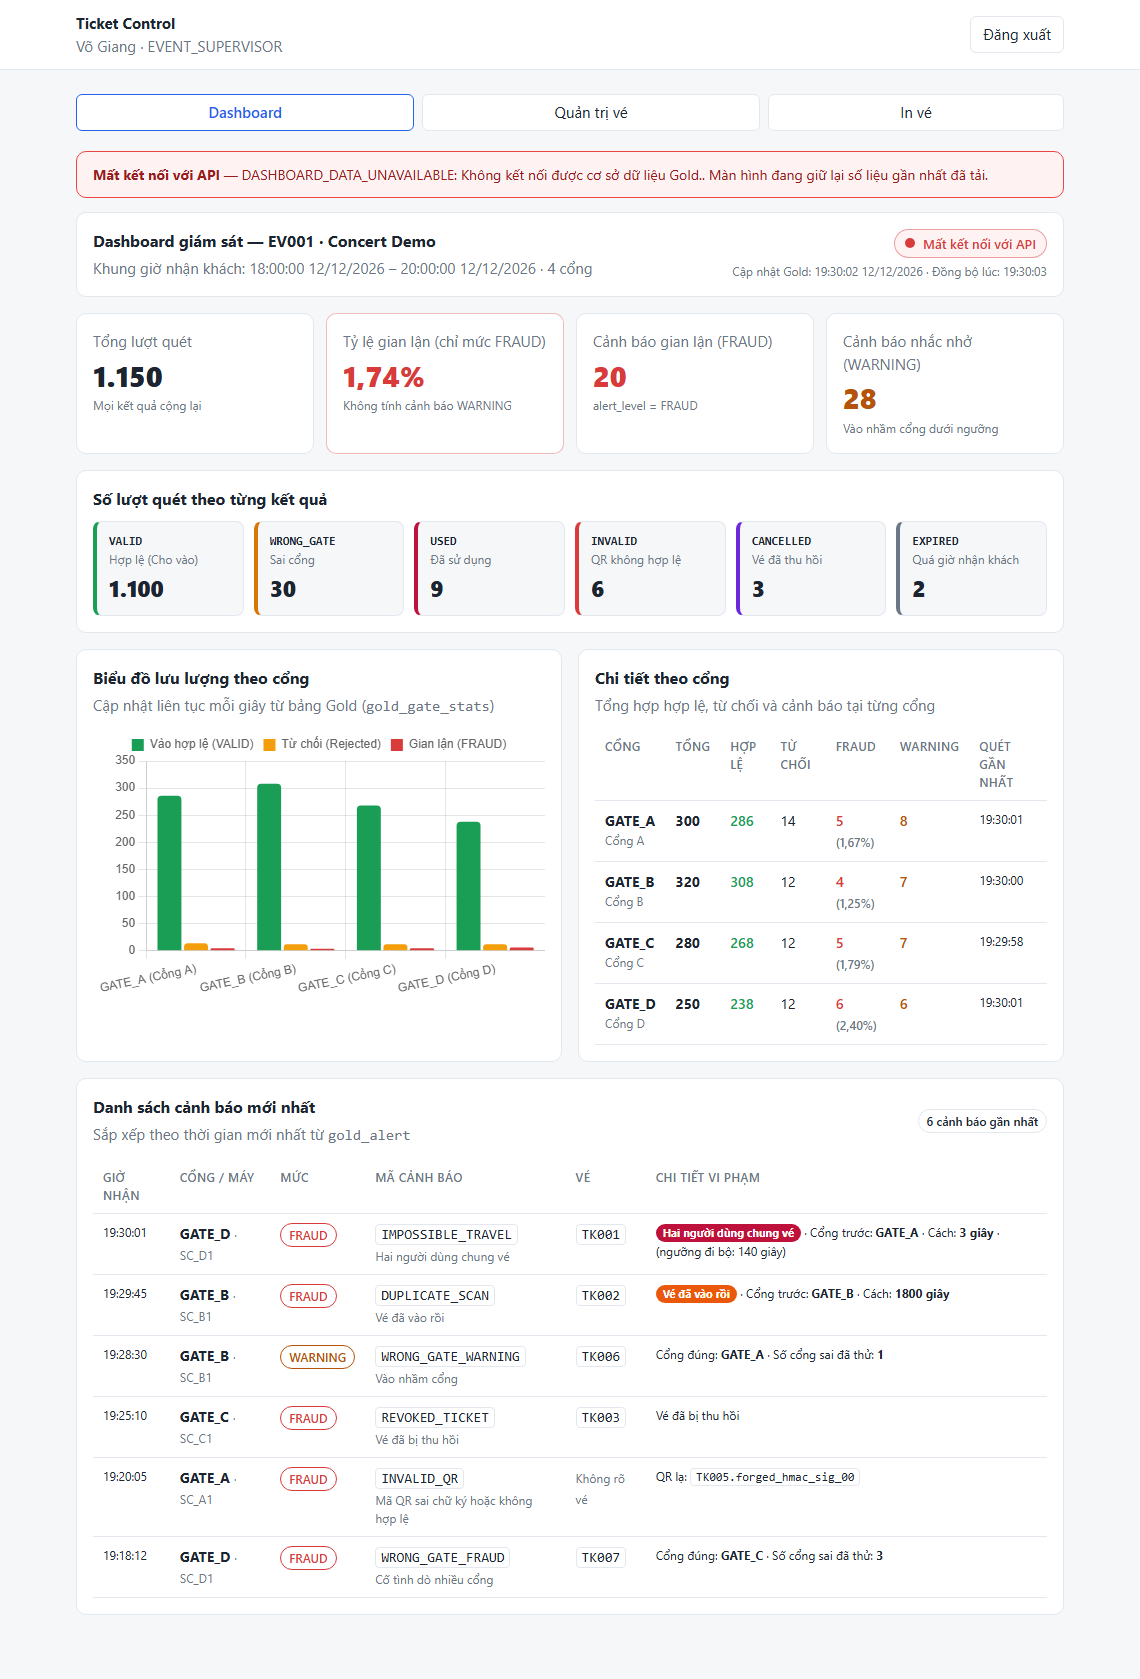 Ticket Control
Võ Giang · EVENT_SUPERVISOR
Đăng xuất
Dashboard
Quản trị vé
In vé
Mất kết nối với API — DASHBOARD_DATA_UNAVAILABLE: Không kết nối được cơ sở dữ liệu Gold.. Màn hình đang giữ lại số liệu gần nhất đã tải.
Dashboard giám sát — EV001 · Concert Demo
Khung giờ nhận khách: 18:00:00 12/12/2026 – 20:00:00 12/12/2026 · 4 cổng
Mất kết nối với API
Cập nhật Gold: 19:30:02 12/12/2026 · Đồng bộ lúc: 19:30:03
Tổng lượt quét
1.150
Mọi kết quả cộng lại
Tỷ lệ gian lận (chỉ mức FRAUD)
1,74%
Không tính cảnh báo WARNING
Cảnh báo gian lận (FRAUD)
20
alert_level = FRAUD
Cảnh báo nhắc nhở
(WARNING)
28
Vào nhầm cổng dưới ngưỡng
Số lượt quét theo từng kết quả
VALID
Hợp lệ (Cho vào)
1.100
WRONG_GATE
Sai cổng
30
USED
Đã sử dụng
9
INVALID
QR không hợp lệ
6
CANCELLED
Vé đã thu hồi
3
EXPIRED
Quá giờ nhận khách
2
Biểu đồ lưu lượng theo cổng
Cập nhật liên tục mỗi giây từ bảng Gold (gold_gate_stats)
Vào hợp lệ (VALID)
Từ chối (Rejected)
Gian lận (FRAUD)
350
300
250
200
150
100
50
0
GATE_A (Cổng A)
GATE_B (Cổng B)
GATE_C (Cổng C)
GATE_D (Cổng D)
Chi tiết theo cổng
Tổng hợp hợp lệ, từ chối và cảnh báo tại từng cổng
CỔNG TỔNG HỢP LỆ TỪ CHỐI FRAUD WARNING QUÉT GẦN NHẤT
GATE_A 300 286 14 5 8 19:30:01
Cổng A (1,67%)
GATE_B 320 308 12 4 7 19:30:00
Cổng B (1,25%)
GATE_C 280 268 12 5 7 19:29:58
Cổng C (1,79%)
GATE_D 250 238 12 6 6 19:30:01
Cổng D (2,40%)
Danh sách cảnh báo mới nhất
Sắp xếp theo thời gian mới nhất từ gold_alert
6 cảnh báo gần nhất
GIỜ NHẬN CỔNG / MÁY MỨC MÃ CẢNH BÁO VÉ CHI TIẾT VI PHẠM
19:30:01 GATE_D · FRAUD IMPOSSIBLE_TRAVEL TK001 Hai người dùng chung vé · Cổng trước: GATE_A · Cách: 3 giây ·
SC_D1 Hai người dùng chung vé (ngưỡng đi bộ: 140 giây)
19:29:45 GATE_B · FRAUD DUPLICATE_SCAN TK002 Vé đã vào rồi · Cổng trước: GATE_B · Cách: 1800 giây
SC_B1 Vé đã vào rồi
19:28:30 GATE_B · WARNING WRONG_GATE_WARNING TK006 Cổng đúng: GATE_A · Số cổng sai đã thử: 1
SC_B1 Vào nhầm cổng
19:25:10 GATE_C · FRAUD REVOKED_TICKET TK003 Vé đã bị thu hồi
SC_C1 Vé đã bị thu hồi
19:20:05 GATE_A · FRAUD INVALID_QR Không rõ vé QR lạ: TK005.forged_hmac_sig_00
SC_A1 Mã QR sai chữ ký hoặc không
hợp lệ
19:18:12 GATE_D · FRAUD WRONG_GATE_FRAUD TK007 Cổng đúng: GATE_C · Số cổng sai đã thử: 3
SC_D1 Cố tình dò nhiều cổng